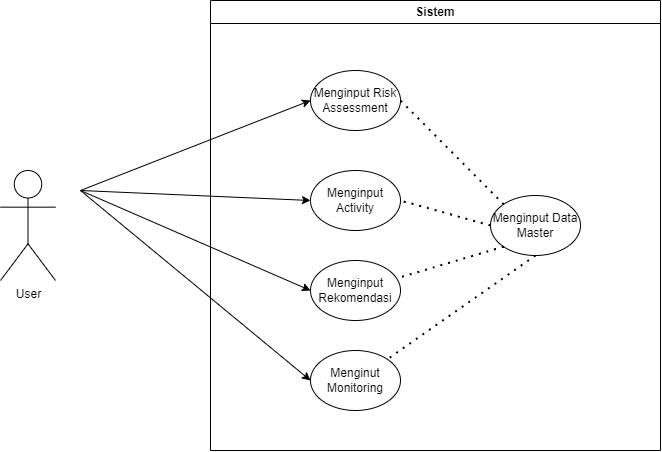 Sistem
Menginput Risk
Assessment
Menginput
Activity
Menginput Data
Master
Menginput
Rekomendasi
User
Menginut
Monitoring